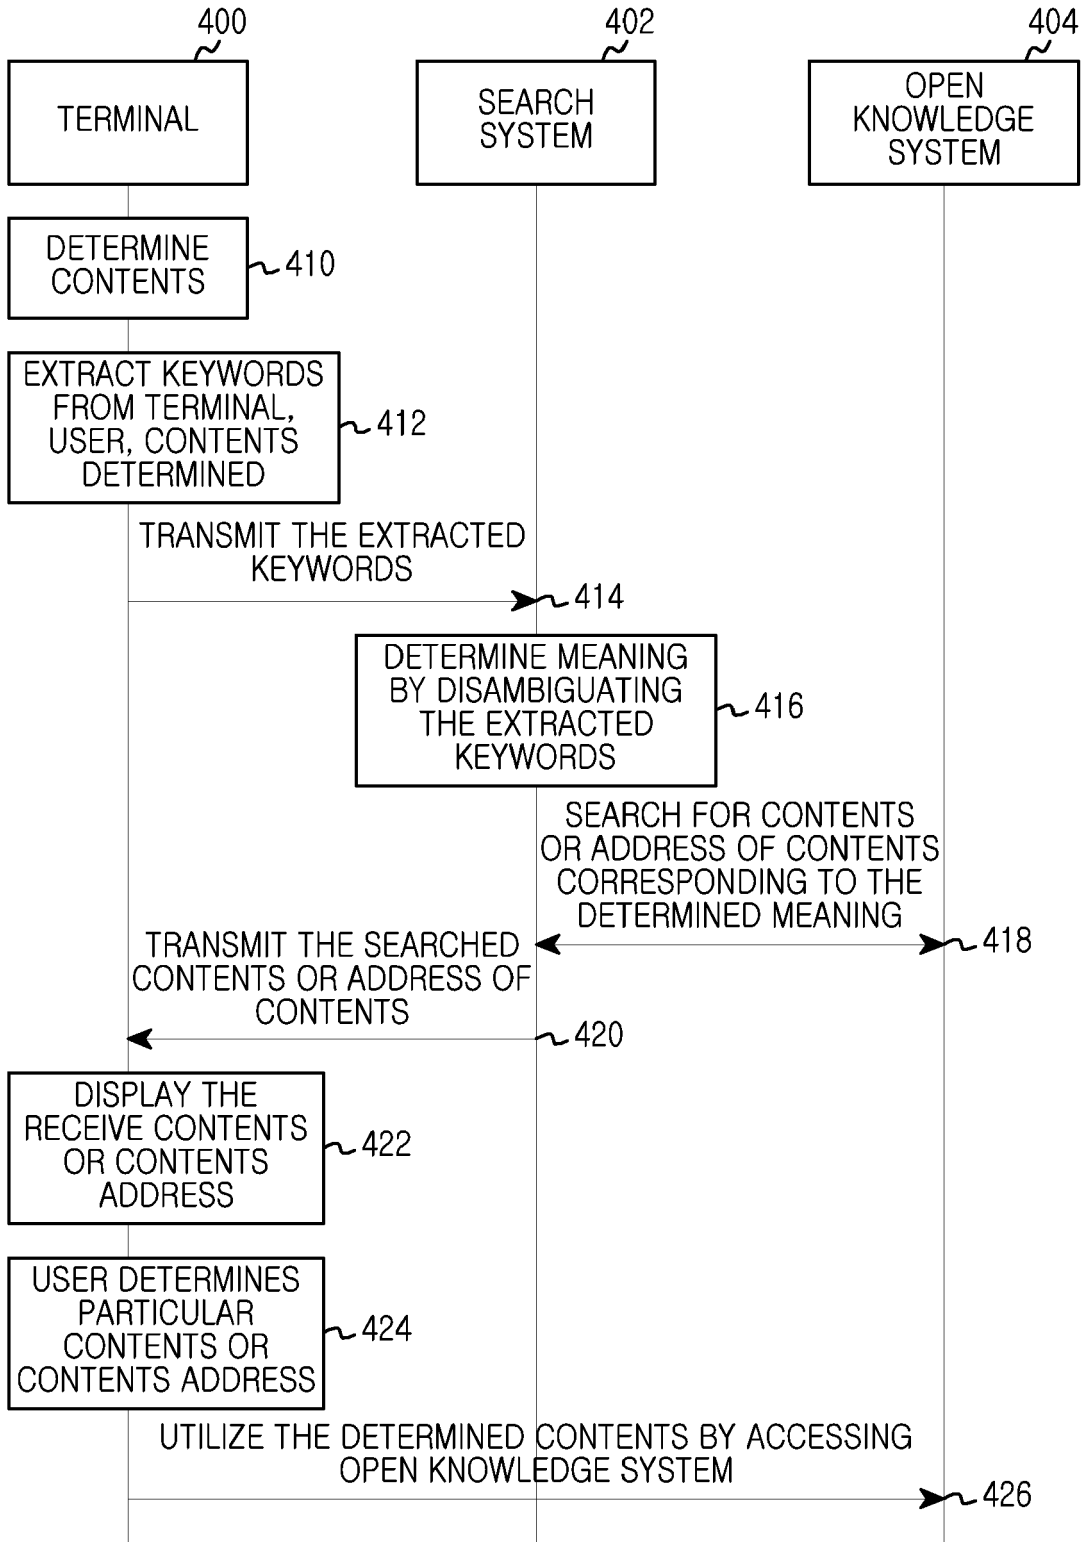 400
402
404
TERMINAL
SEARCH
SYSTEM
OPEN
KNOWLEDGE
SYSTEM
DETERMINE
CONTENTS
410
EXTRACT KEYWORDS
FROM TERMINAL,
USER, CONTENTS
DETERMINED
412
TRANSMIT THE EXTRACTED
KEYWORDS
414
DETERMINE MEANING
BY DISAMBIGUATING
THE EXTRACTED
KEYWORDS
416
SEARCH FOR CONTENTS
OR ADDRESS OF CONTENTS
CORRESPONDING TO THE
DETERMINED MEANING
418
TRANSMIT THE SEARCHED
CONTENTS OR ADDRESS OF
CONTENTS
420
DISPLAY THE
RECEIVE CONTENTS
OR CONTENTS
ADDRESS
422
USER DETERMINES
PARTICULAR
CONTENTS OR
CONTENTS ADDRESS
424
UTILIZE THE DETERMINED CONTENTS BY ACCESSING
OPEN KNOWLEDGE SYSTEM
426